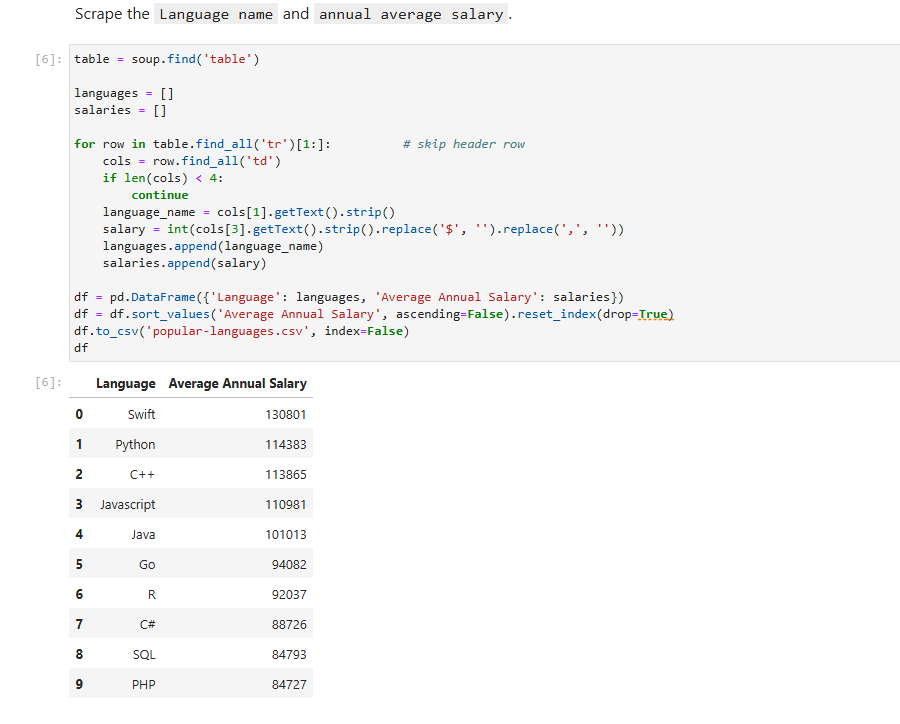 Scrape the Language name and annual average salary.
[6]: table = soup.find('table')
languages = []
salaries = []
for row in table.find_all('tr')[1:]:          # skip header row
    cols = row.find_all('td')
    if len(cols) < 4:
        continue
    language_name = cols[1].getText().strip()
    salary = int(cols[3].getText().strip().replace('$', '').replace(',', ''))
    languages.append(language_name)
    salaries.append(salary)
df = pd.DataFrame({'Language': languages, 'Average Annual Salary': salaries})
df = df.sort_values('Average Annual Salary', ascending=False).reset_index(drop=True)
df.to_csv('popular-languages.csv', index=False)
df
[6]: Language Average Annual Salary
0 Swift 130801
1 Python 114383
2 C++ 113865
3 Javascript 110981
4 Java 101013
5 Go 94082
6 R 92037
7 C# 88726
8 SQL 84793
9 PHP 84727